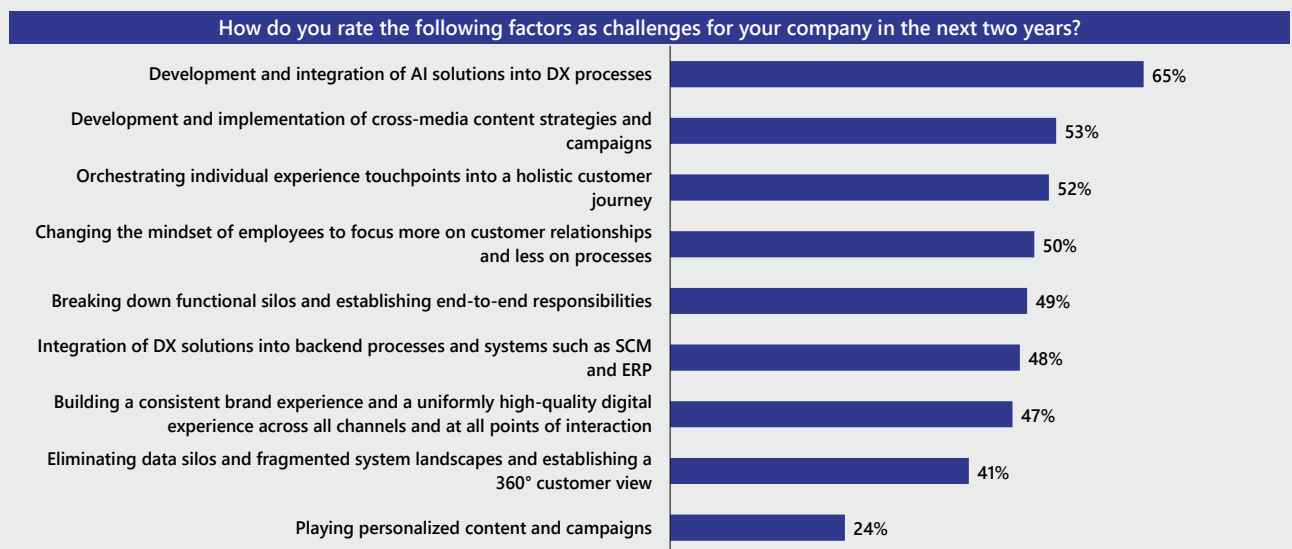 How do you rate the following factors as challenges for your company in the next two years?
Development and integration of AI solutions into DX processes
65%
Development and implementation of cross-media content strategies and
campaigns
53%
Orchestrating individual experience touchpoints into a holistic customer
journey
52%
Changing the mindset of employees to focus more on customer relationships
and less on processes
50%
Breaking down functional silos and establishing end-to-end responsibilities
49%
Integration of DX solutions into backend processes and systems such as SCM
and ERP
48%
Building a consistent brand experience and a uniformly high-quality digital
experience across all channels and at all points of interaction
47%
Eliminating data silos and fragmented system landscapes and establishing a
360° customer view
41%
Playing personalized content and campaigns
24%